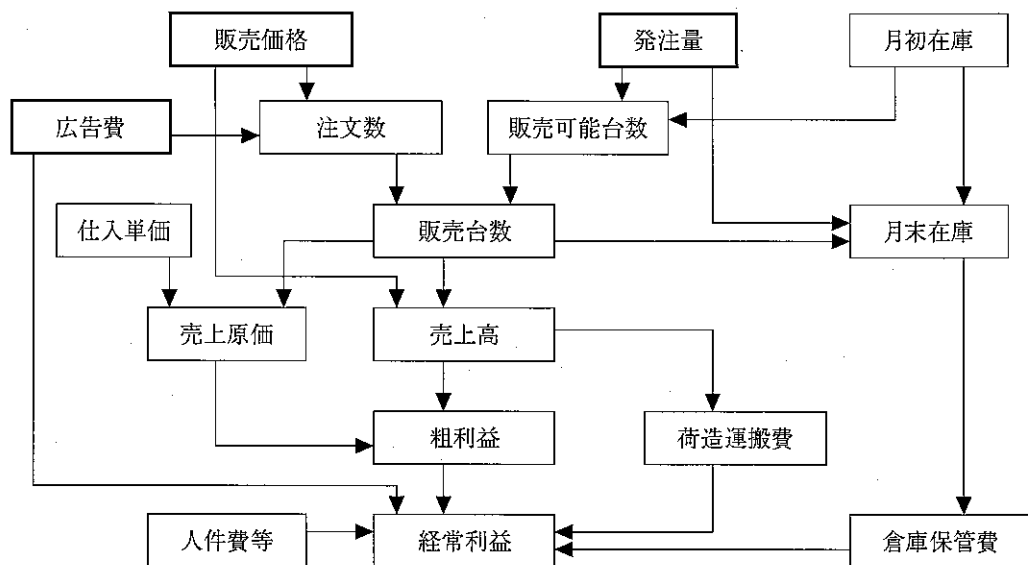 販売価格
発注量
月初在庫
広告費
注文数
販売可能台数
仕入単価
販売台数
月末在庫
売上原価
売上高
粗利益
荷造運搬費
人件費等
経常利益
倉庫保管費